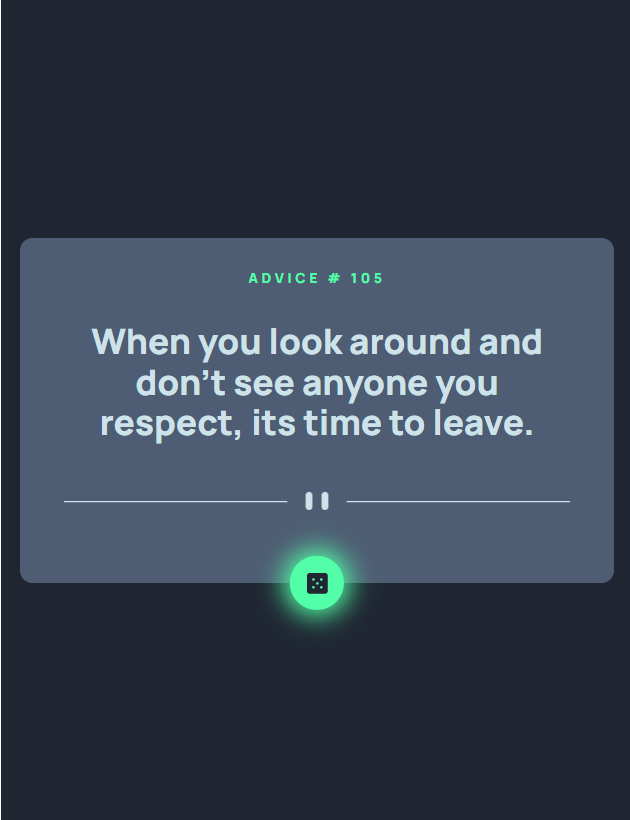 ADVICE # 105
When you look around and
don’t see anyone you
respect, its time to leave.